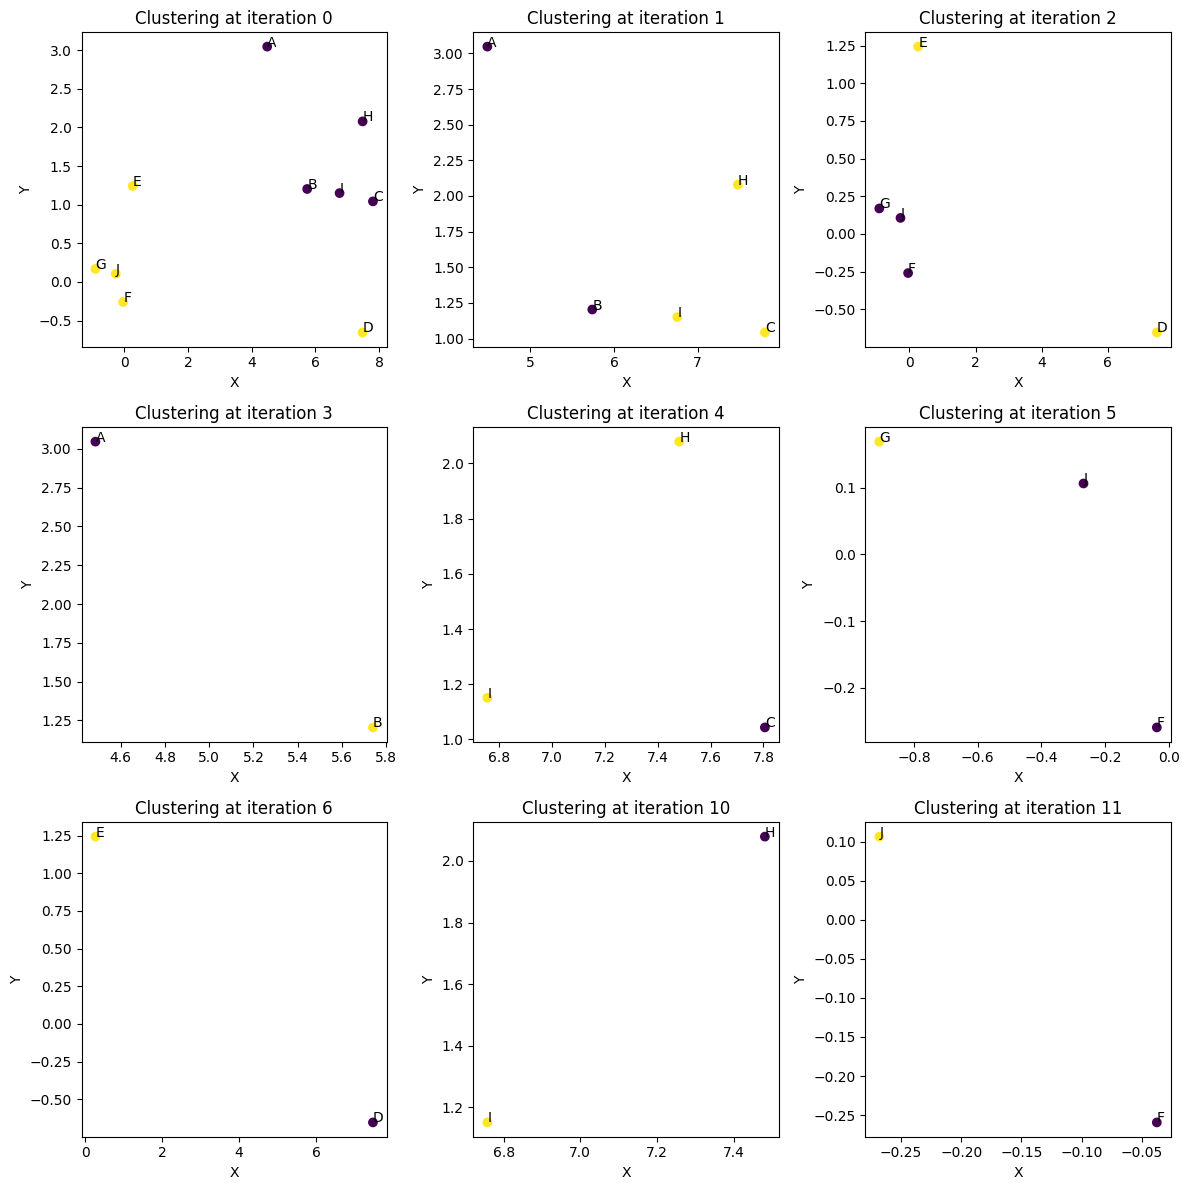 Clustering at iteration 0
Y
3.0
2.5
2.0
1.5
1.0
0.5
0.0
−0.5
A
H
E
B
I
C
G
J
F
D
0 2 4 6 8
X
Clustering at iteration 1
Y
3.00
2.75
2.50
2.25
2.00
1.75
1.50
1.25
1.00
A
H
B
I
C
5 6 7
X
Clustering at iteration 2
Y
1.25
1.00
0.75
0.50
0.25
0.00
−0.25
−0.50
E
G
J
F
D
0 2 4 6
X
Clustering at iteration 3
Y
3.00
2.75
2.50
2.25
2.00
1.75
1.50
1.25
A
B
4.6 4.8 5.0 5.2 5.4 5.6 5.8
X
Clustering at iteration 4
Y
2.0
1.8
1.6
1.4
1.2
1.0
H
I
C
6.8 7.0 7.2 7.4 7.6 7.8
X
Clustering at iteration 5
Y
0.1
0.0
−0.1
−0.2
G
J
F
−0.8 −0.6 −0.4 −0.2 0.0
X
Clustering at iteration 6
Y
1.25
1.00
0.75
0.50
0.25
0.00
−0.25
−0.50
E
D
0 2 4 6
X
Clustering at iteration 10
Y
2.0
1.8
1.6
1.4
1.2
H
I
6.8 7.0 7.2 7.4
X
Clustering at iteration 11
Y
0.10
0.05
0.00
−0.05
−0.10
−0.15
−0.20
−0.25
J
F
−0.25 −0.20 −0.15 −0.10 −0.05
X